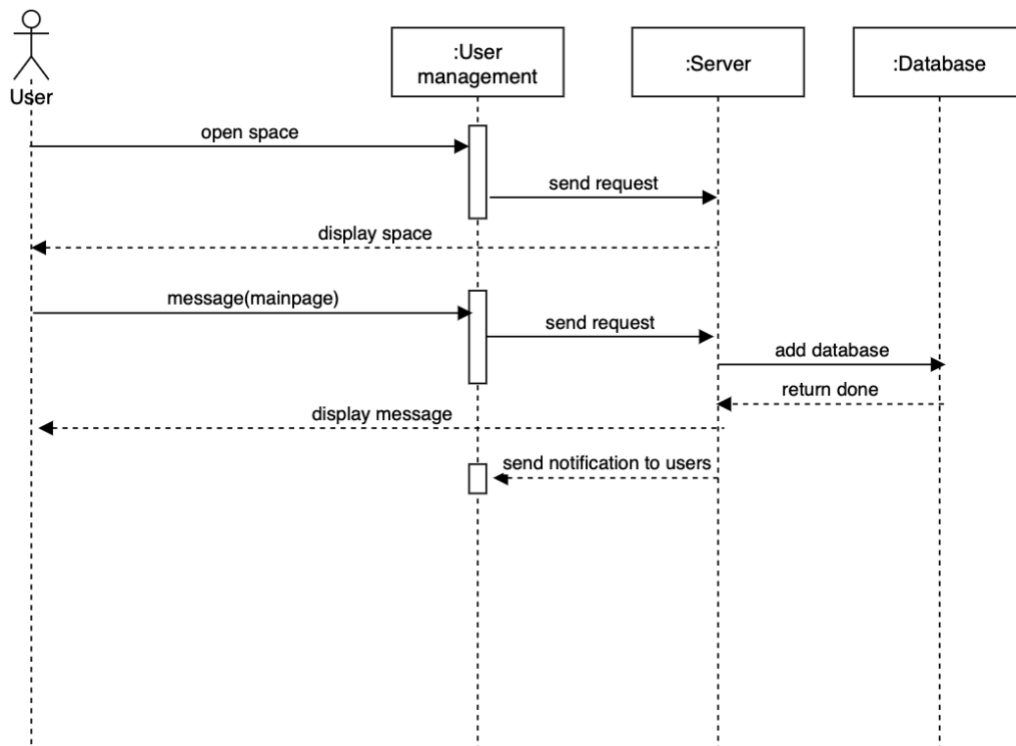 User
:User
management
:Server
:Database
open space
send request
display space
message(mainpage)
send request
add database
return done
display message
send notification to users